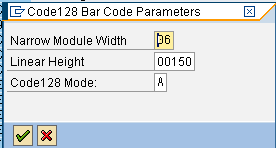 Code128 Bar Code Parameters
Narrow Module Width 06
Linear Height 00150
Code128 Mode: A